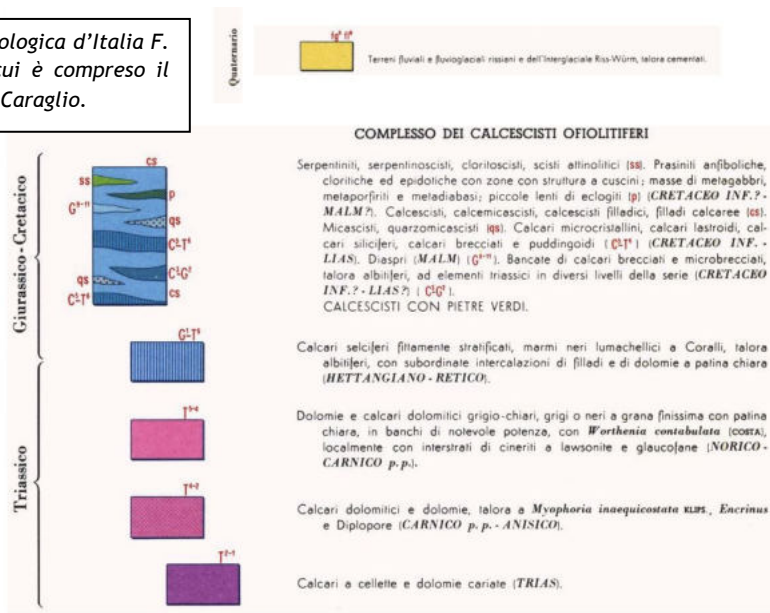 ologica d'Italia F.
cui è compreso il
Caraglio.
Quaternario
Terreni fluviali e fluvioglaciali rissiani e dell'Interglaciale Riss-Würm, talora cementati.
COMPLESSO DEI CALCESCISTI OFIOLITIFERI
Giurassico - Cretacico
cs
ss
p
qs
qs
cs
Serpentiniti, serpentinoscisti, cloritoscisti, scisti attinolitici (ss). Prasiniti anfiboliche,
cloritiche ed epidotiche con zone con struttura a cuscini; masse di metagabbri,
metaporfiriti e metadiabasi; piccole lenti di eclogiti (p) (CRETACEO INF.? -
MALM?). Calcescisti, calcemicascisti, calcescisti filladici, filladi calcaree (cs).
Micascisti, quarzomicascisti (qs). Calcari microcristallini, calcari lastroidi, cal-
cari siliciferi, calcari brecciati e puddingoidi (CRETACEO INF. -
LIAS). Diaspri (MALM) Bancate di calcari brecciati e microbrecciati,
talora albitiferi, ad elementi triassici in diversi livelli della serie (CRETACEO
INF.? - LIAS?)
CALCESCISTI CON PIETRE VERDI.
Calcari selciferi fittamente stratificati, marmi neri lumachellici a Coralli, talora
albitiferi, con subordinate intercalazioni di filladi e di dolomie a patina chiara
(HETTANGIANO - RETICO).
Triassico
Dolomie e calcari dolomitici grigio-chiari, grigi o neri a grana finissima con patina
chiara, in banchi di notevole potenza, con Worthenia contabulata (COSTA),
localmente con interstrati di cineriti a lawsonite e glaucofane (NORICO -
CARNICO p. p.).
Calcari dolomitici e dolomie, talora a Myophoria inaequicostata KLIPS., Encrinus
e Diplopore (CARNICO p. p. - ANISICO).
Calcari a cellette e dolomie cariate (TRIAS).